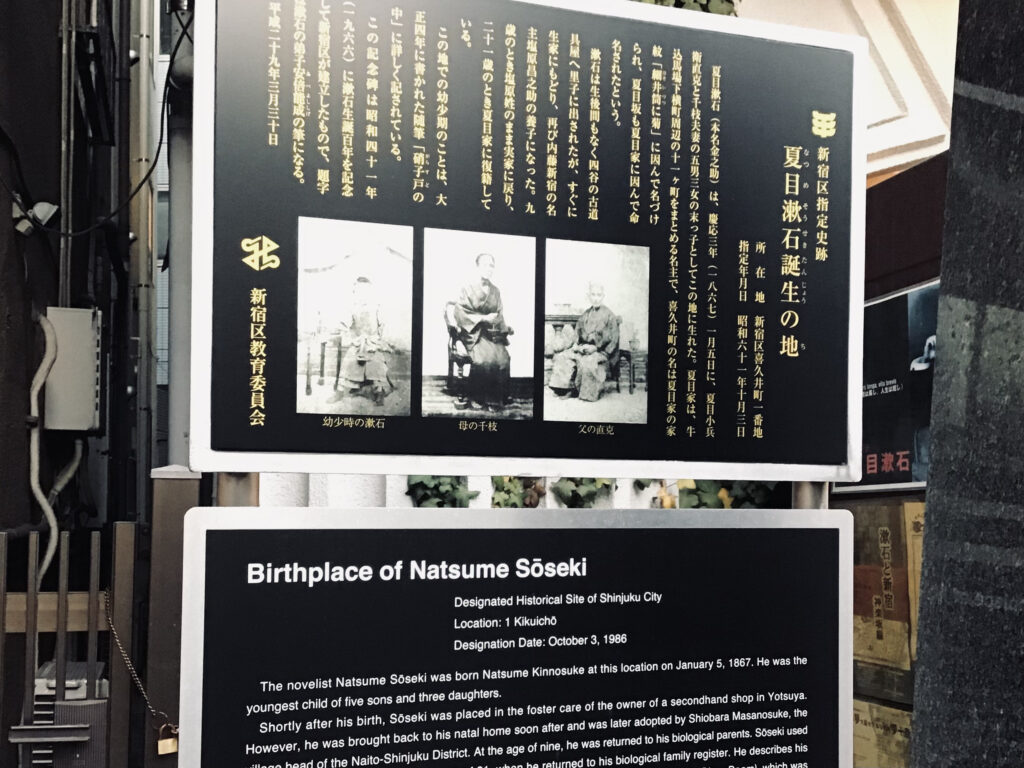 新宿区指定史跡
夏目漱石誕生の地
所在地 新宿区喜久井町一番地
指定年月日 昭和六十一年十月三日
夏目漱石(本名金之助)は、慶応三年(一八六七)一月五日に、夏目小兵
衛直克と千枝夫妻の五男三女の末っ子としてこの地に生れた。夏目家は、牛
込馬場下横町周辺の十一ヶ町をまとめる名主で、喜久井町の名は夏目家の家
紋「細井筒に菊」に因んで名づけ
られ、夏目坂も夏目家に因んで命
名されたという。
漱石は生後間もなく四谷の古道
具屋へ里子に出されたが、すぐに
生家にもどり、再び内藤新宿の名
主塩原昌之助の養子になった。九
歳のとき塩原姓のまま実家に戻り、
二十一歳のとき夏目家に復籍して
いる。
この地での幼少期のことは、大
正四年に書かれた随筆「硝子戸の
中」に詳しく記されている。
この記念碑は昭和四十一年
(一九六六)に漱石生誕百年を記念
して新宿区が建立したもので、題字
は漱石の弟子安倍能成の筆になる。
平成二十九年三月三十日
父の直克
母の千枝
幼少時の漱石
新宿区教育委員会
目漱石
漱石と新宿
Birthplace of Natsume Sōseki
Designated Historical Site of Shinjuku City
Location: 1 Kikuichō
Designation Date: October 3, 1986
The novelist Natsume Sōseki was born Natsume Kinnosuke at this location on January 5, 1867. He was the
youngest child of five sons and three daughters.
Shortly after his birth, Sōseki was placed in the foster care of the owner of a secondhand shop in Yotsuya.
However, he was brought back to his natal home soon after and was later adopted by Shiobara Masanosuke, the
village head of the Naito-Shinjuku District. At the age of nine, he was returned to his biological parents. Sōseki used
when he returned to his biological family register. He describes his
which was